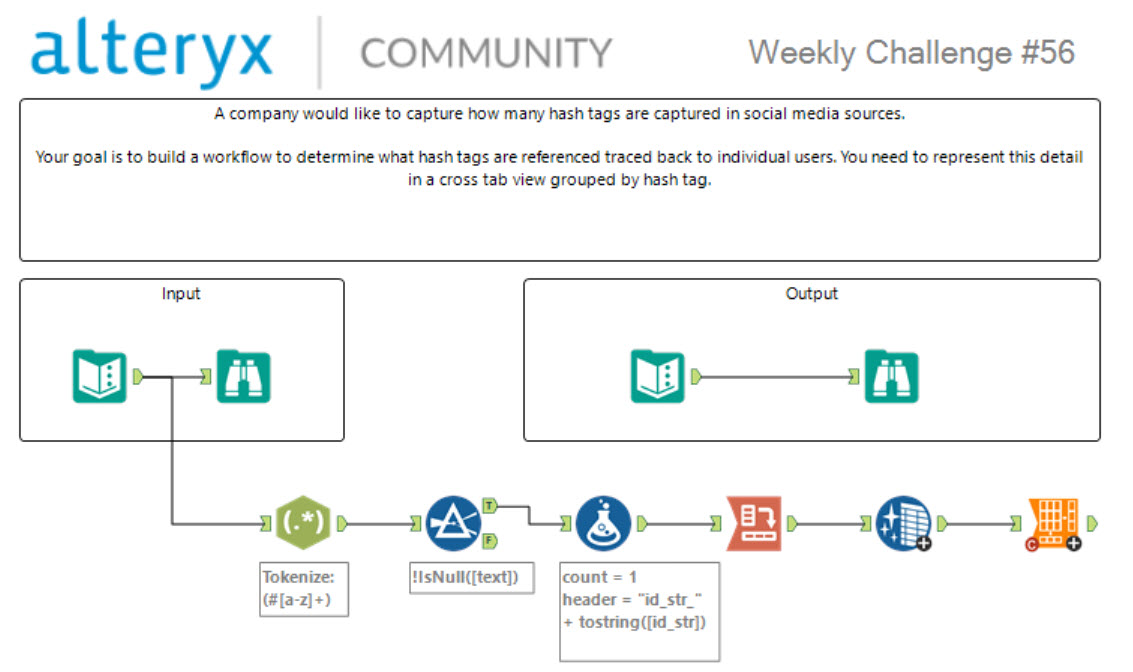 alteryx COMMUNITY Weekly Challenge #56
A company would like to capture how many hash tags are captured in social media sources.
Your goal is to build a workflow to determine what hash tags are referenced traced back to individual users. You need to represent this detail
in a cross tab view grouped by hash tag.
Input
Output
(.*)
T
F
C
Tokenize:
(#[a-z]+)
!IsNull([text])
count = 1
header = "id_str_"
+ tostring([id_str])